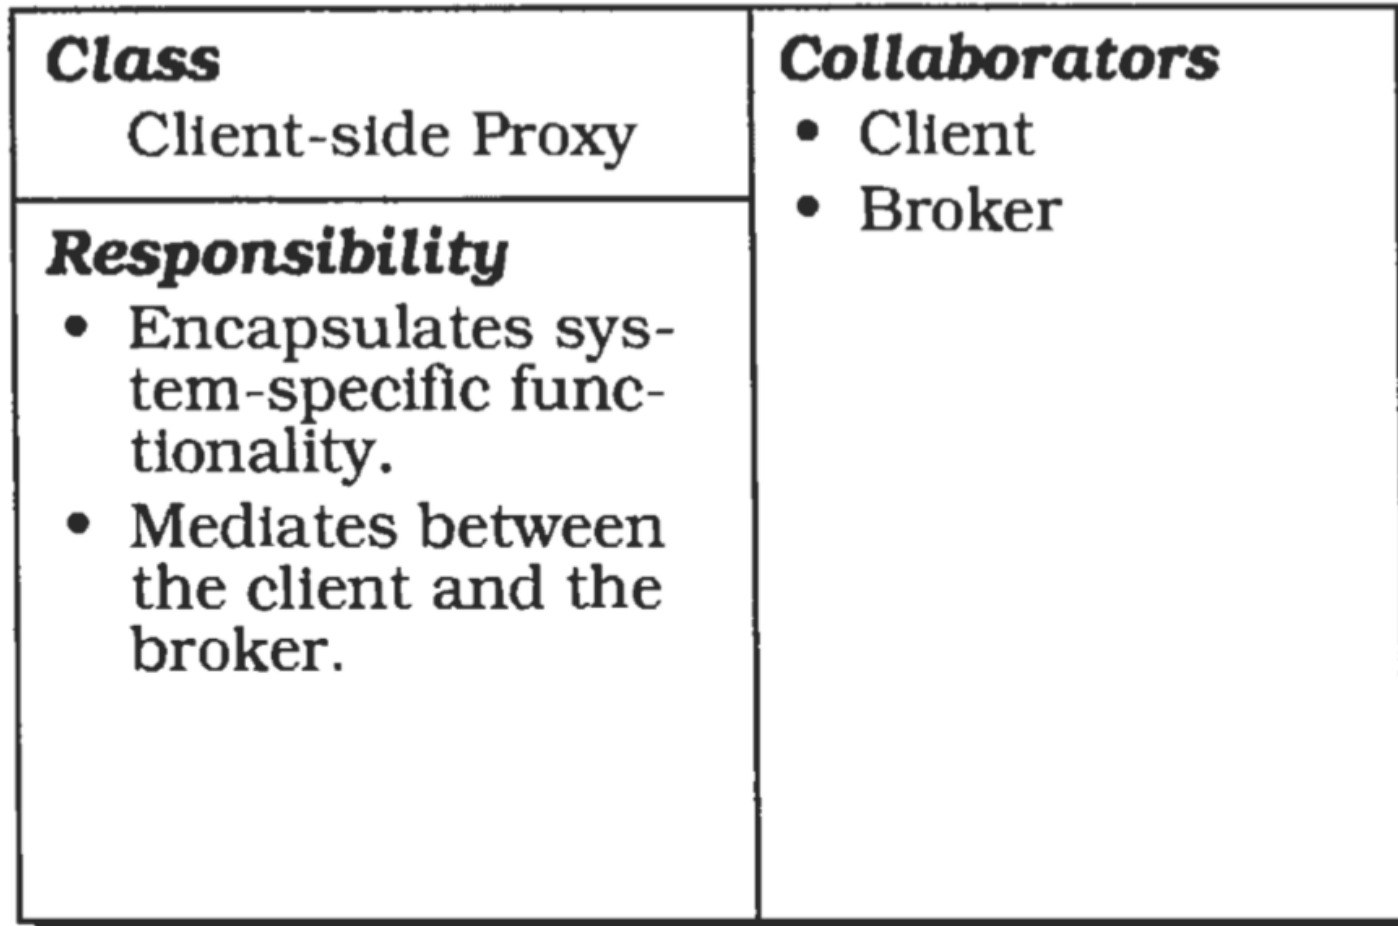 Class
Client-side Proxy
Responsibility
• Encapsulates sys-
tem-specific func-
tionality.
• Mediates between
the client and the
broker.
Collaborators
• Client
• Broker